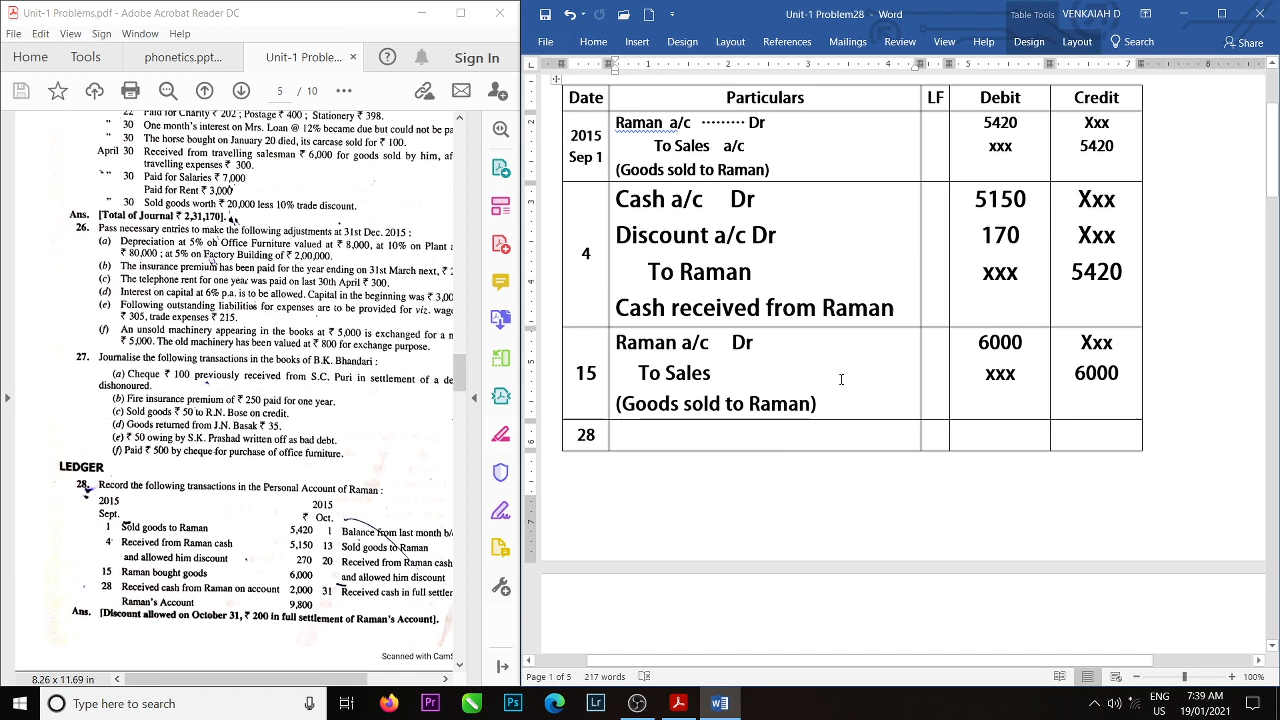 Unit-1 Problems.pdf - Adobe Acrobat Reader DC
File Edit View Sign Window Help
Home Tools phonetics.ppt... Unit-1 Proble... Sign In
5 / 10
22 Paid for Charity ₹ 202 ; Postage ₹ 400 ; Stationery ₹ 398.
" 30 One month's interest on Mrs. Loan @ 12% became due but could not be pa
" 30 The horse bought on January 20 died, its carcase sold for ₹ 100.
April 30 Received from travelling salesman ₹ 6,000 for goods sold by him, af
travelling expenses ₹ 300.
" 30 Paid for Salaries ₹ 7,000
Paid for Rent ₹ 3,000
" 30 Sold goods worth ₹ 20,000 less 10% trade discount.
Ans. [Total of Journal ₹ 2,31,170].
26. Pass necessary entries to make the following adjustments at 31st Dec. 2015 :
(a) Depreciation at 5% on Office Furniture valued at ₹ 8,000, at 10% on Plant a
₹ 80,000 ; at 5% on Factory Building of ₹ 2,00,000.
(b) The insurance premium has been paid for the year ending on 31st March next, ₹ 2
(c) The telephone rent for one year was paid on last 30th April ₹ 300.
(d) Interest on capital at 6% p.a. is to be allowed. Capital in the beginning was ₹ 3,00
(e) Following outstanding liabilities for expenses are to be provided for viz. wag
₹ 305, trade expenses ₹ 215.
(f) An unsold machinery appearing in the books at ₹ 5,000 is exchanged for a n
₹ 5,000. The old machinery has been valued at ₹ 800 for exchange purpose.
27. Journalise the following transactions in the books of B.K. Bhandari :
(a) Cheque ₹ 100 previously received from S.C. Puri in settlement of a de
dishonoured.
(b) Fire insurance premium of ₹ 250 paid for one year.
(c) Sold goods ₹ 50 to R.N. Bose on credit.
(d) Goods returned from J.N. Basak ₹ 35.
(e) ₹ 50 owing by S.K. Prashad written off as bad debt.
(f) Paid ₹ 500 by cheque for purchase of office furniture.
LEDGER
28. Record the following transactions in the Personal Account of Raman :
2015 2015
Sept. ₹ Oct.
1 Sold goods to Raman 5,420 1 Balance from last month b/
4 Received from Raman cash 5,150 13 Sold goods to Raman
and allowed him discount 270 20 Received from Raman cash
15 Raman bought goods 6,000 and allowed him discount
28 Received cash from Raman on account 2,000 31 Received cash in full settlen
Raman's Account 9,800
Ans. [Discount allowed on October 31, ₹ 200 in full settlement of Raman's Account].
Scanned with CamS
8.26 x 11.69 in
Unit-1 Problem28 - Word Table Tools VENKAIAH D
File Home Insert Design Layout References Mailings Review View Help Design Layout Search Share
Date Particulars LF Debit Credit
2015 Sep 1 Raman a/c ········· Dr 5420 Xxx
To Sales a/c xxx 5420
(Goods sold to Raman)
4 Cash a/c Dr 5150 Xxx
Discount a/c Dr 170 Xxx
To Raman xxx 5420
Cash received from Raman
15 Raman a/c Dr 6000 Xxx
To Sales xxx 6000
(Goods sold to Raman)
28
Page 1 of 5 217 words 100%
Type here to search
ENG US 7:39 AM 19/01/2021